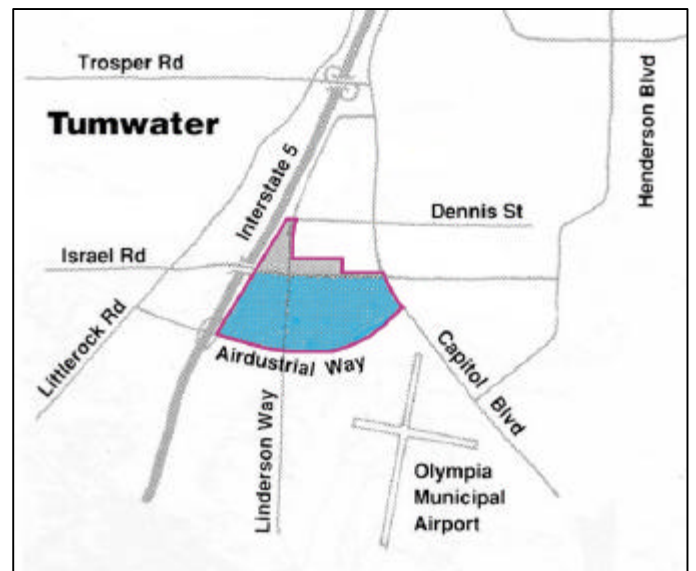 Trosper Rd
Tumwater
Henderson Blvd
Interstate 5
Dennis St
Israel Rd
Littlerock Rd
Airdustrial Way
Capitol Blvd
Linderson Way
Olympia
Municipal
Airport